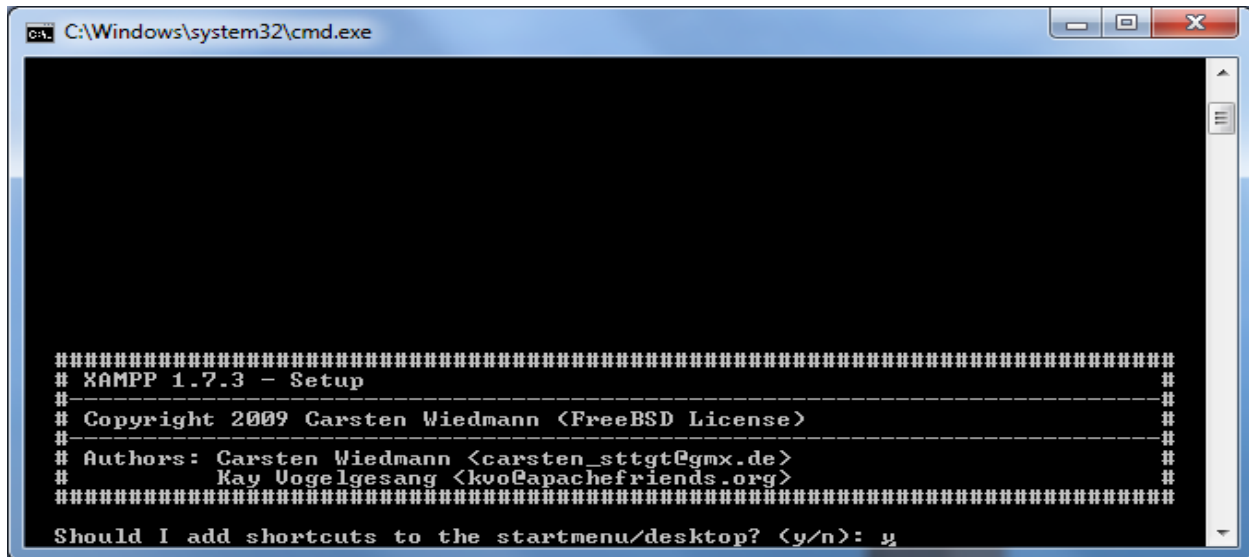 C:\Windows\system32\cmd.exe
###############################################################################
# XAMPP 1.7.3 - Setup #
#-----------------------------------------------------------------------------#
# Copyright 2009 Carsten Wiedmann (FreeBSD License) #
#-----------------------------------------------------------------------------#
# Authors: Carsten Wiedmann <carsten_sttgt@gmx.de> #
# Kay Vogelgesang <kvo@apachefriends.org> #
###############################################################################
Should I add shortcuts to the startmenu/desktop? (y/n): y